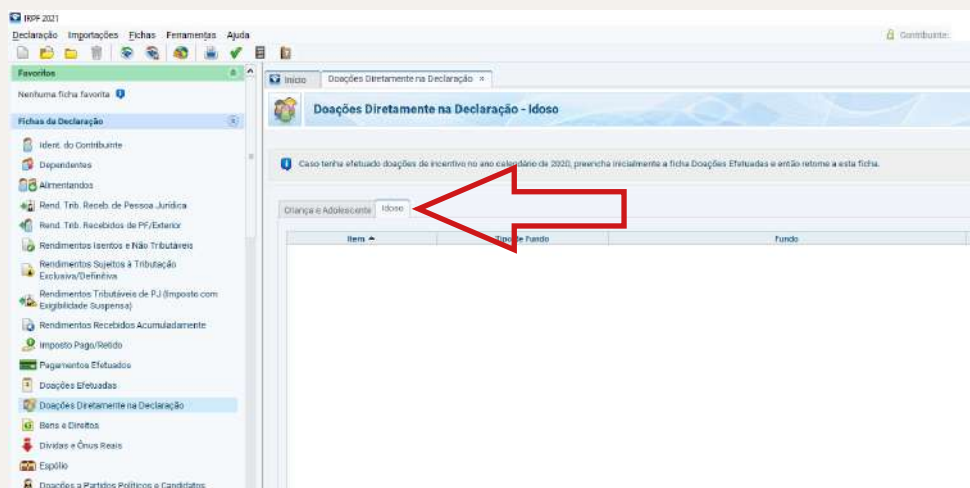 IRPF 2021
Declaração Importações Fichas Ferramentas Ajuda
Contribuinte:
Favoritos
Nenhuma ficha favorita
Fichas da Declaração
Ident. do Contribuinte
Dependentes
Alimentandos
Rend. Trib. Receb. de Pessoa Jurídica
Rend. Trib. Recebidos de PF/Exterior
Rendimentos Isentos e Não Tributáveis
Rendimentos Sujeitos à Tributação
Exclusiva/Definitiva
Rendimentos Tributáveis de PJ (Imposto com
Exigibilidade Suspensa)
Rendimentos Recebidos Acumuladamente
Imposto Pago/Retido
Pagamentos Efetuados
Doações Efetuadas
Doações Diretamente na Declaração
Bens e Direitos
Dívidas e Ônus Reais
Espólio
Doações a Partidos Políticos e Candidatos
Início Doações Diretamente na Declaração
Doações Diretamente na Declaração - Idoso
Caso tenha efetuado doações de incentivo no ano calendário de 2020, preencha inicialmente a ficha Doações Efetuadas e então retorne a esta ficha.
Criança e Adolescente Idoso
Item Tipo de Fundo Fundo